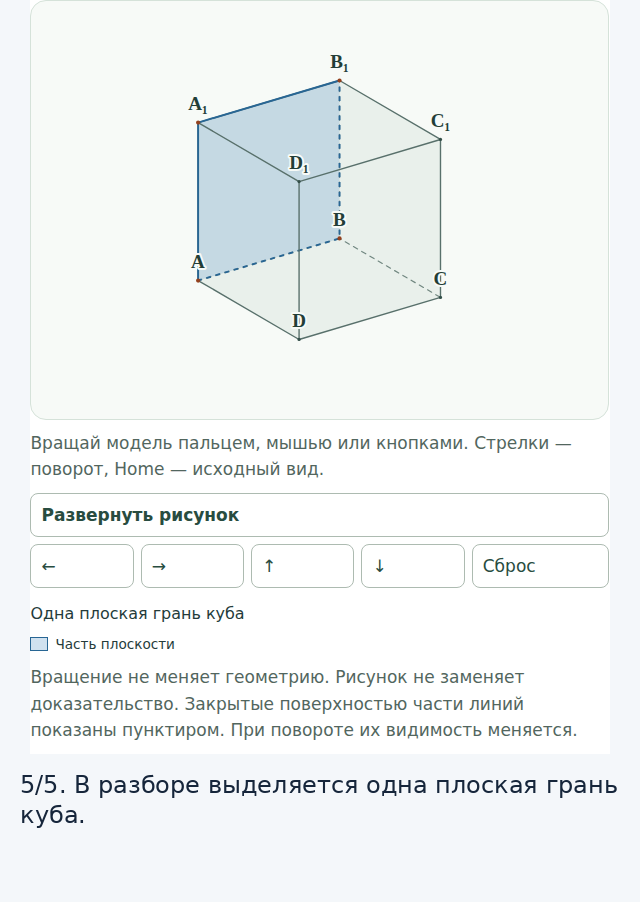 B₁
A₁
C₁
D₁
B
A
C
D
Вращай модель пальцем, мышью или кнопками. Стрелки —
поворот, Home — исходный вид.
Развернуть рисунок
← → ↑ ↓ Сброс
Одна плоская грань куба
Часть плоскости
Вращение не меняет геометрию. Рисунок не заменяет
доказательство. Закрытые поверхностью части линий
показаны пунктиром. При повороте их видимость меняется.
5/5. В разборе выделяется одна плоская грань
куба.